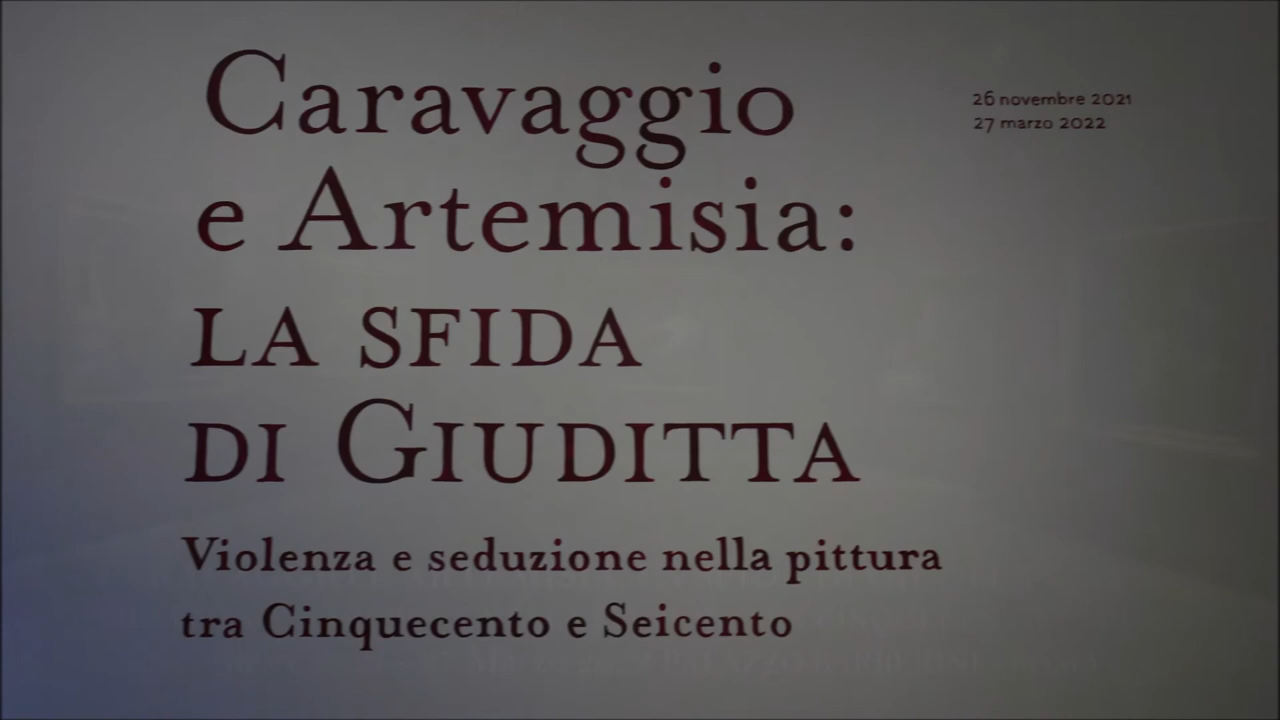 Caravaggio
e Artemisia:
LA SFIDA
DI GIUDITTA
Violenza e seduzione nella pittura
tra Cinquecento e Seicento
26 novembre 2021
27 marzo 2022